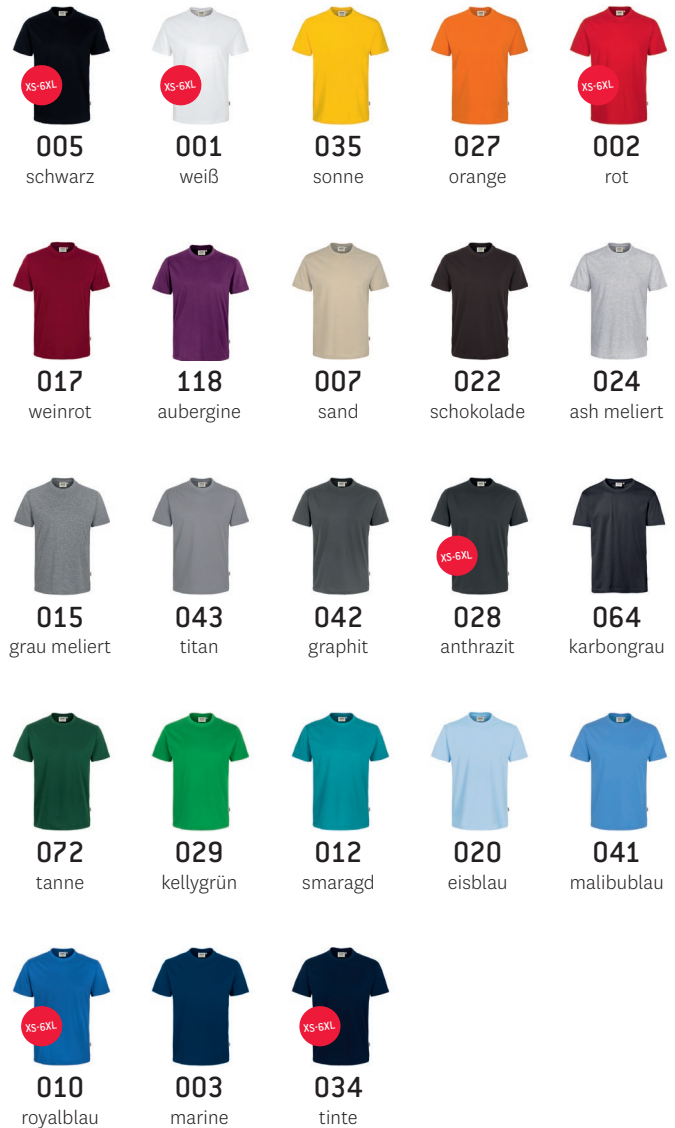 XS-6XL XS-6XL XS-6XL
005 001 035 027 002
schwarz weiß sonne orange rot
017 118 007 022 024
weinrot aubergine sand schokolade ash meliert
XS-6XL
015 043 042 028 064
grau meliert titan graphit anthrazit karbongrau
072 029 012 020 041
tanne kellygrün smaragd eisblau malibublau
XS-6XL XS-6XL
010 003 034
royalblau marine tinte